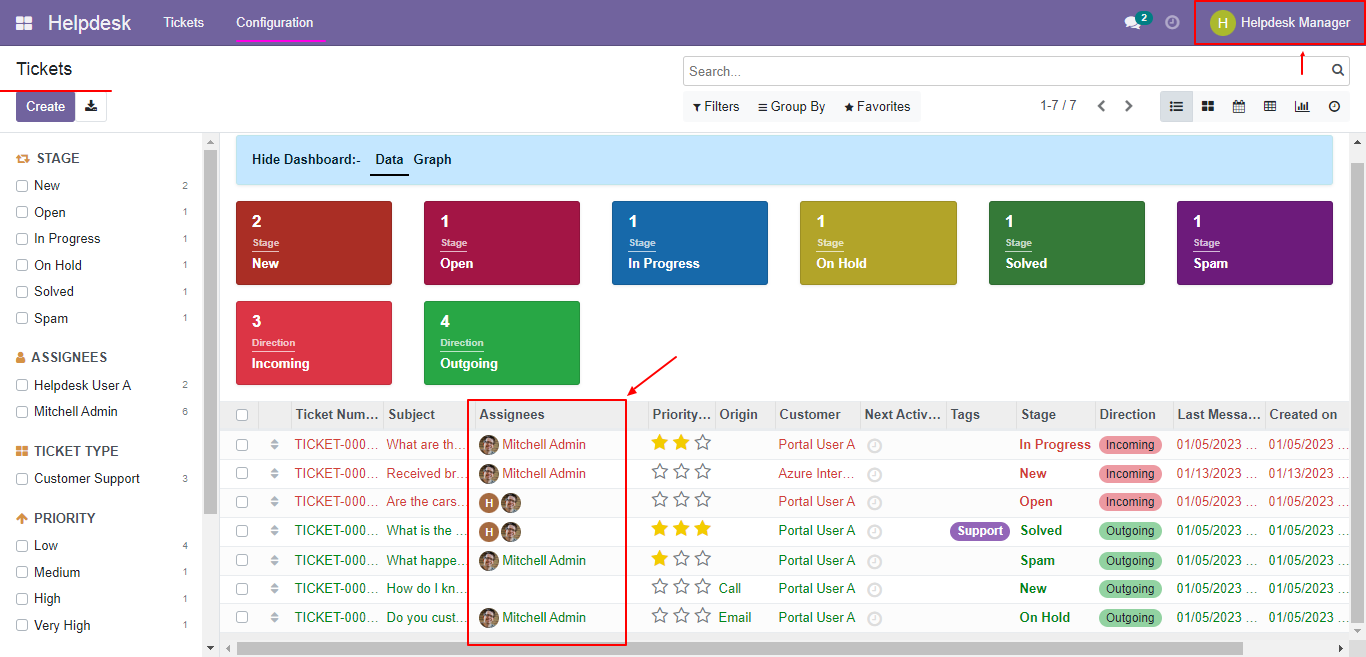 Helpdesk Tickets Configuration 2 H Helpdesk Manager
Tickets
Search...
Create
Filters Group By Favorites 1-7 / 7
STAGE
New 2
Open 1
In Progress 1
On Hold 1
Solved 1
Spam 1
ASSIGNEES
Helpdesk User A 2
Mitchell Admin 6
TICKET TYPE
Customer Support 3
PRIORITY
Low 4
Medium 1
High 1
Very High 1
Hide Dashboard:- Data Graph
2
Stage
New
1
Stage
Open
1
Stage
In Progress
1
Stage
On Hold
1
Stage
Solved
1
Stage
Spam
3
Direction
Incoming
4
Direction
Outgoing
Ticket Num... Subject Assignees Priority... Origin Customer Next Activ... Tags Stage Direction Last Messa... Created on
TICKET-000... What are th... Mitchell Admin Portal User A In Progress Incoming 01/05/2023 ... 01/05/2023 ...
TICKET-000... Received br... Mitchell Admin Azure Inter... New Incoming 01/13/2023 ... 01/13/2023 ...
TICKET-000... Are the cars... H Portal User A Open Incoming 01/05/2023 ... 01/05/2023 ...
TICKET-000... What is the ... H Portal User A Support Solved Outgoing 01/05/2023 ... 01/05/2023 ...
TICKET-000... What happe... Mitchell Admin Portal User A Spam Outgoing 01/05/2023 ... 01/05/2023 ...
TICKET-000... How do I kn... Call Portal User A New Outgoing 01/05/2023 ... 01/05/2023 ...
TICKET-000... Do you cust... Mitchell Admin Email Portal User A On Hold Outgoing 01/05/2023 ... 01/05/2023 ...